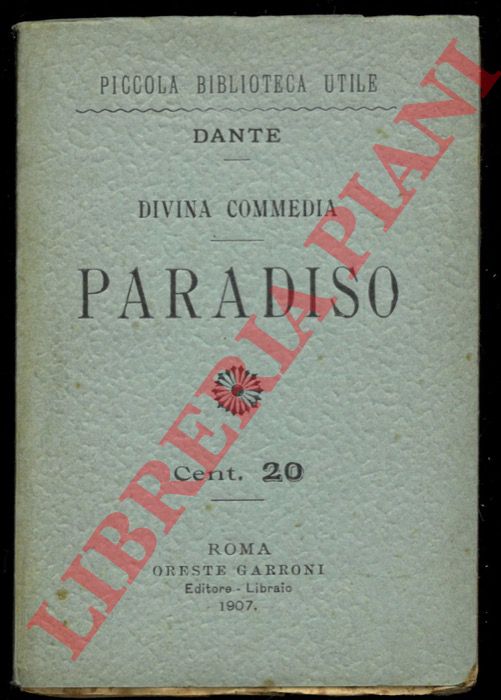 PICCOLA BIBLIOTECA UTILE
DANTE
DIVINA COMMEDIA
PARADISO
Cent. 20
ROMA
ORESTE GARRONI
Editore - Libraio
1907.
LIBRERIA PIANI